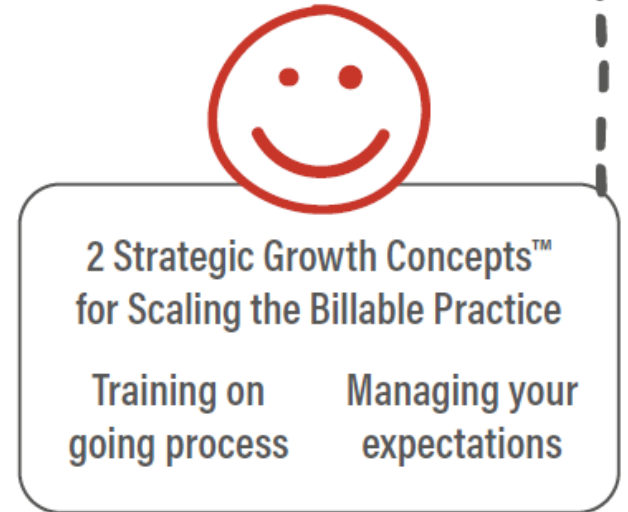 2 Strategic Growth Concepts™
for Scaling the Billable Practice
Training on
going process
Managing your
expectations